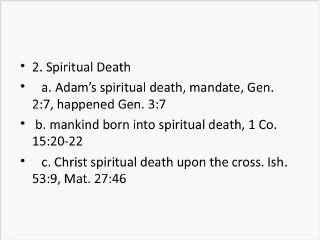 • 2. Spiritual Death
• a. Adam’s spiritual death, mandate, Gen.
2:7, happened Gen. 3:7
• b. mankind born into spiritual death, 1 Co.
15:20-22
• c. Christ spiritual death upon the cross. Ish.
53:9, Mat. 27:46